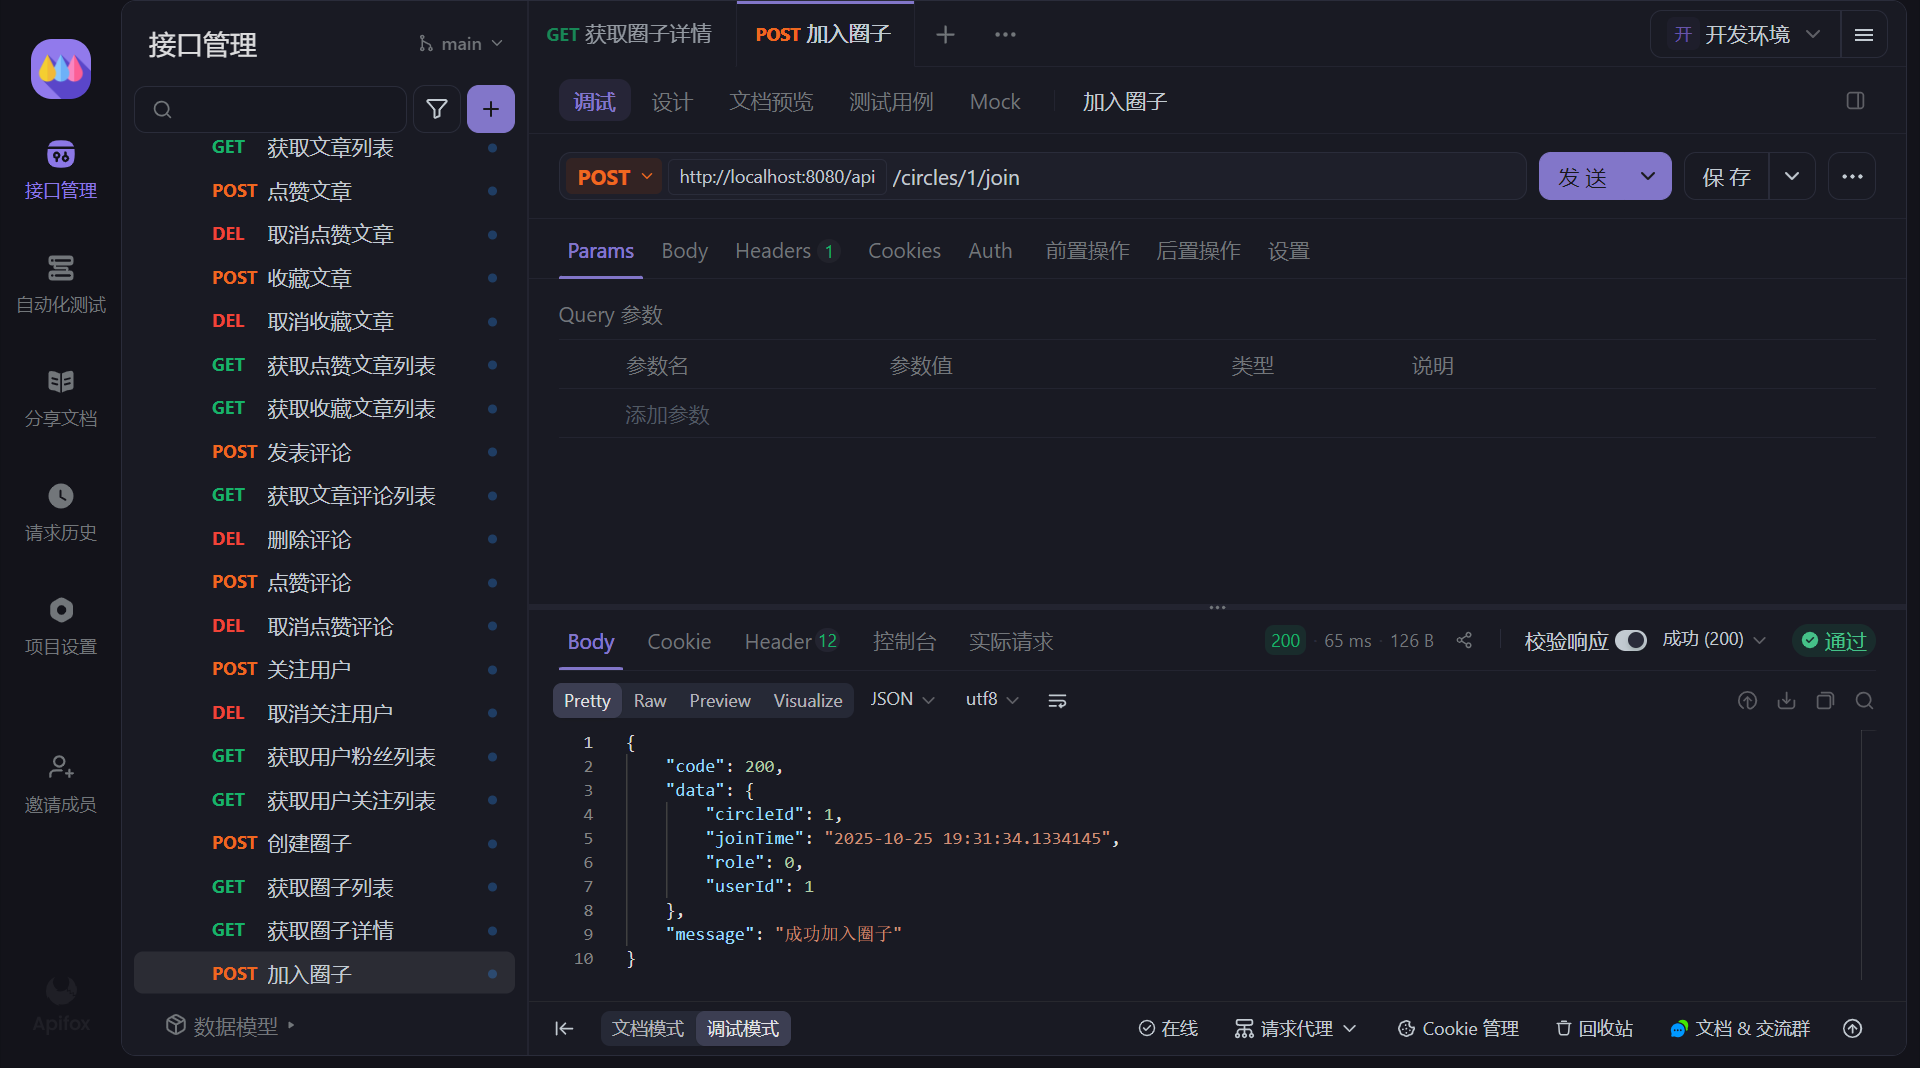 接口管理
自动化测试
分享文档
请求历史
项目设置
邀请成员
Apifox
接口管理
main
GET 获取文章列表
POST 点赞文章
DEL 取消点赞文章
POST 收藏文章
DEL 取消收藏文章
GET 获取点赞文章列表
GET 获取收藏文章列表
POST 发表评论
GET 获取文章评论列表
DEL 删除评论
POST 点赞评论
DEL 取消点赞评论
POST 关注用户
DEL 取消关注用户
GET 获取用户粉丝列表
GET 获取用户关注列表
POST 创建圈子
GET 获取圈子列表
GET 获取圈子详情
POST 加入圈子
数据模型
GET 获取圈子详情 POST 加入圈子
开 开发环境
调试 设计 文档预览 测试用例 Mock 加入圈子
POST http://localhost:8080/api /circles/1/join 发送 保存
Params Body Headers 1 Cookies Auth 前置操作 后置操作 设置
Query 参数
参数名 参数值 类型 说明
添加参数
Body Cookie Header 12 控制台 实际请求 200 · 65 ms · 126 B 校验响应 成功 (200) 通过
Pretty Raw Preview Visualize JSON utf8
1 {
2 "code": 200,
3 "data": {
4 "circleId": 1,
5 "joinTime": "2025-10-25 19:31:34.1334145",
6 "role": 0,
7 "userId": 1
8 },
9 "message": "成功加入圈子"
10 }
文档模式 调试模式 在线 请求代理 Cookie 管理 回收站 文档 & 交流群